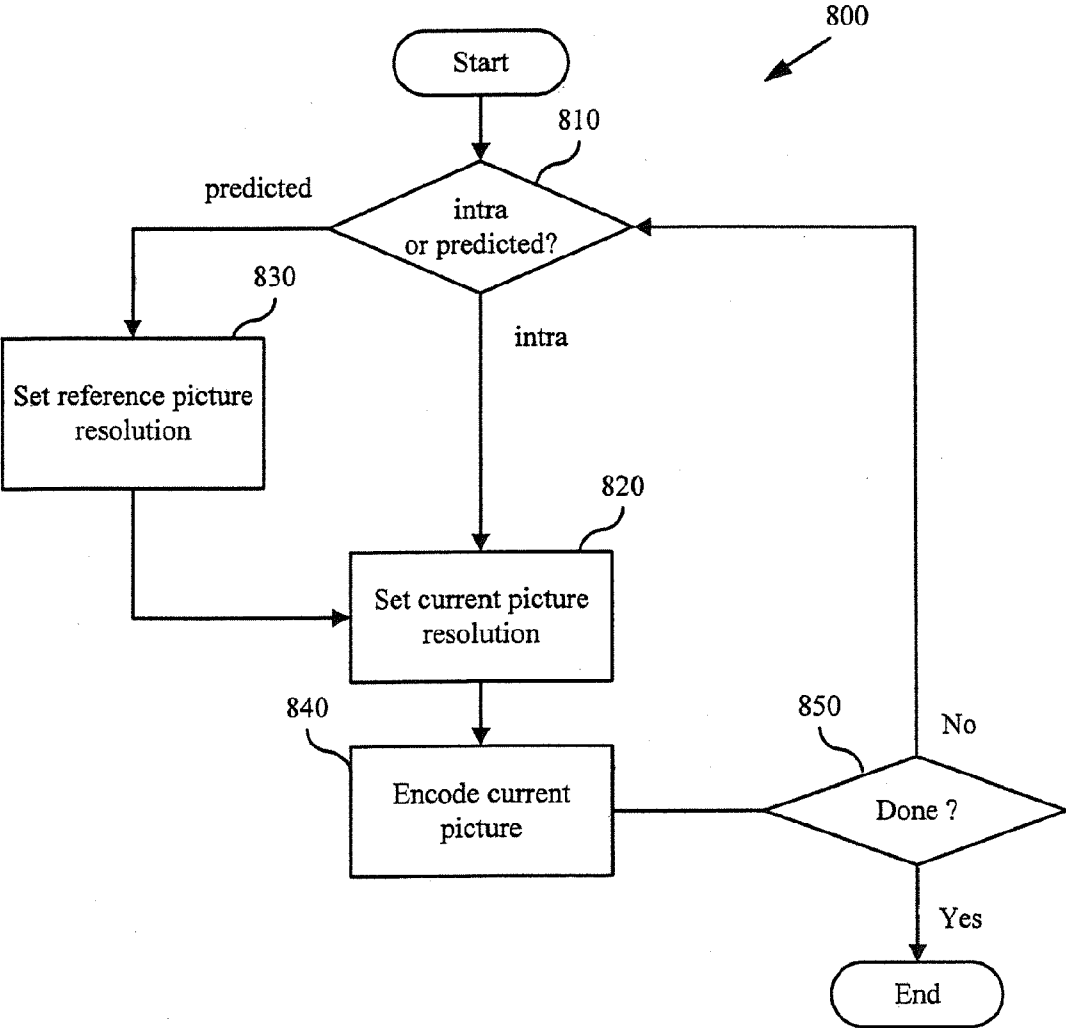 800
Start
810
predicted
intra
or predicted?
830
intra
Set reference picture
resolution
820
Set current picture
resolution
840
850
No
Encode current
picture
Done ?
Yes
End